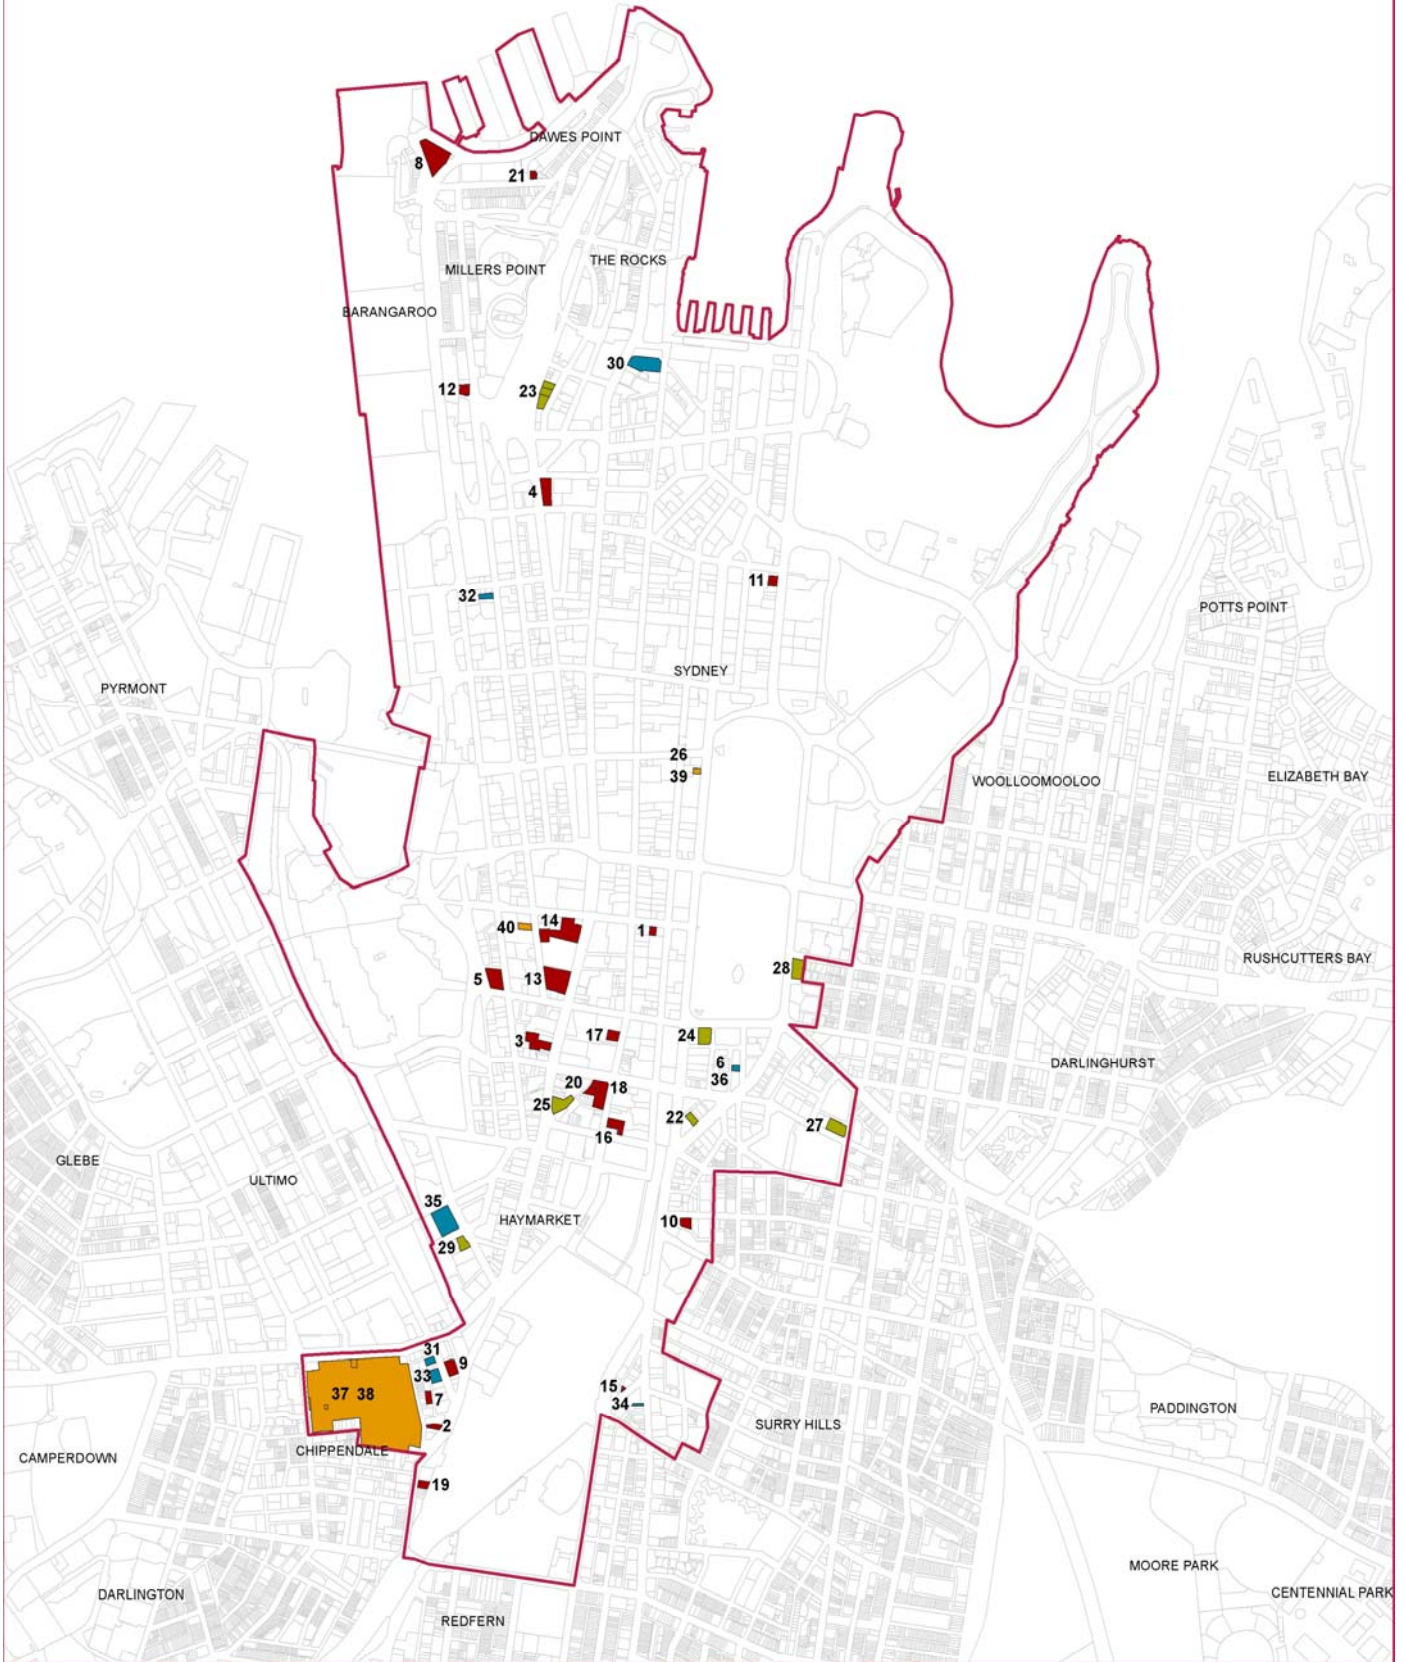 DAWES POINT
8
21
THE ROCKS
MILLERS POINT
BARANGAROO
30
12
23
4
11
32
POTTS POINT
SYDNEY
PYRMONT
26
39
ELIZABETH BAY
WOOLLOOMOOLOO
14
40
1
RUSHCUTTERS BAY
28
5
13
17
24
3
6
36
DARLINGHURST
20
18
25
22
27
16
GLEBE
ULTIMO
35
HAYMARKET
10
29
31
9
33
15
37 38
7
34
PADDINGTON
2
SURRY HILLS
CHIPPENDALE
CAMPERDOWN
19
MOORE PARK
CENTENNIAL PARK
DARLINGTON
REDFERN